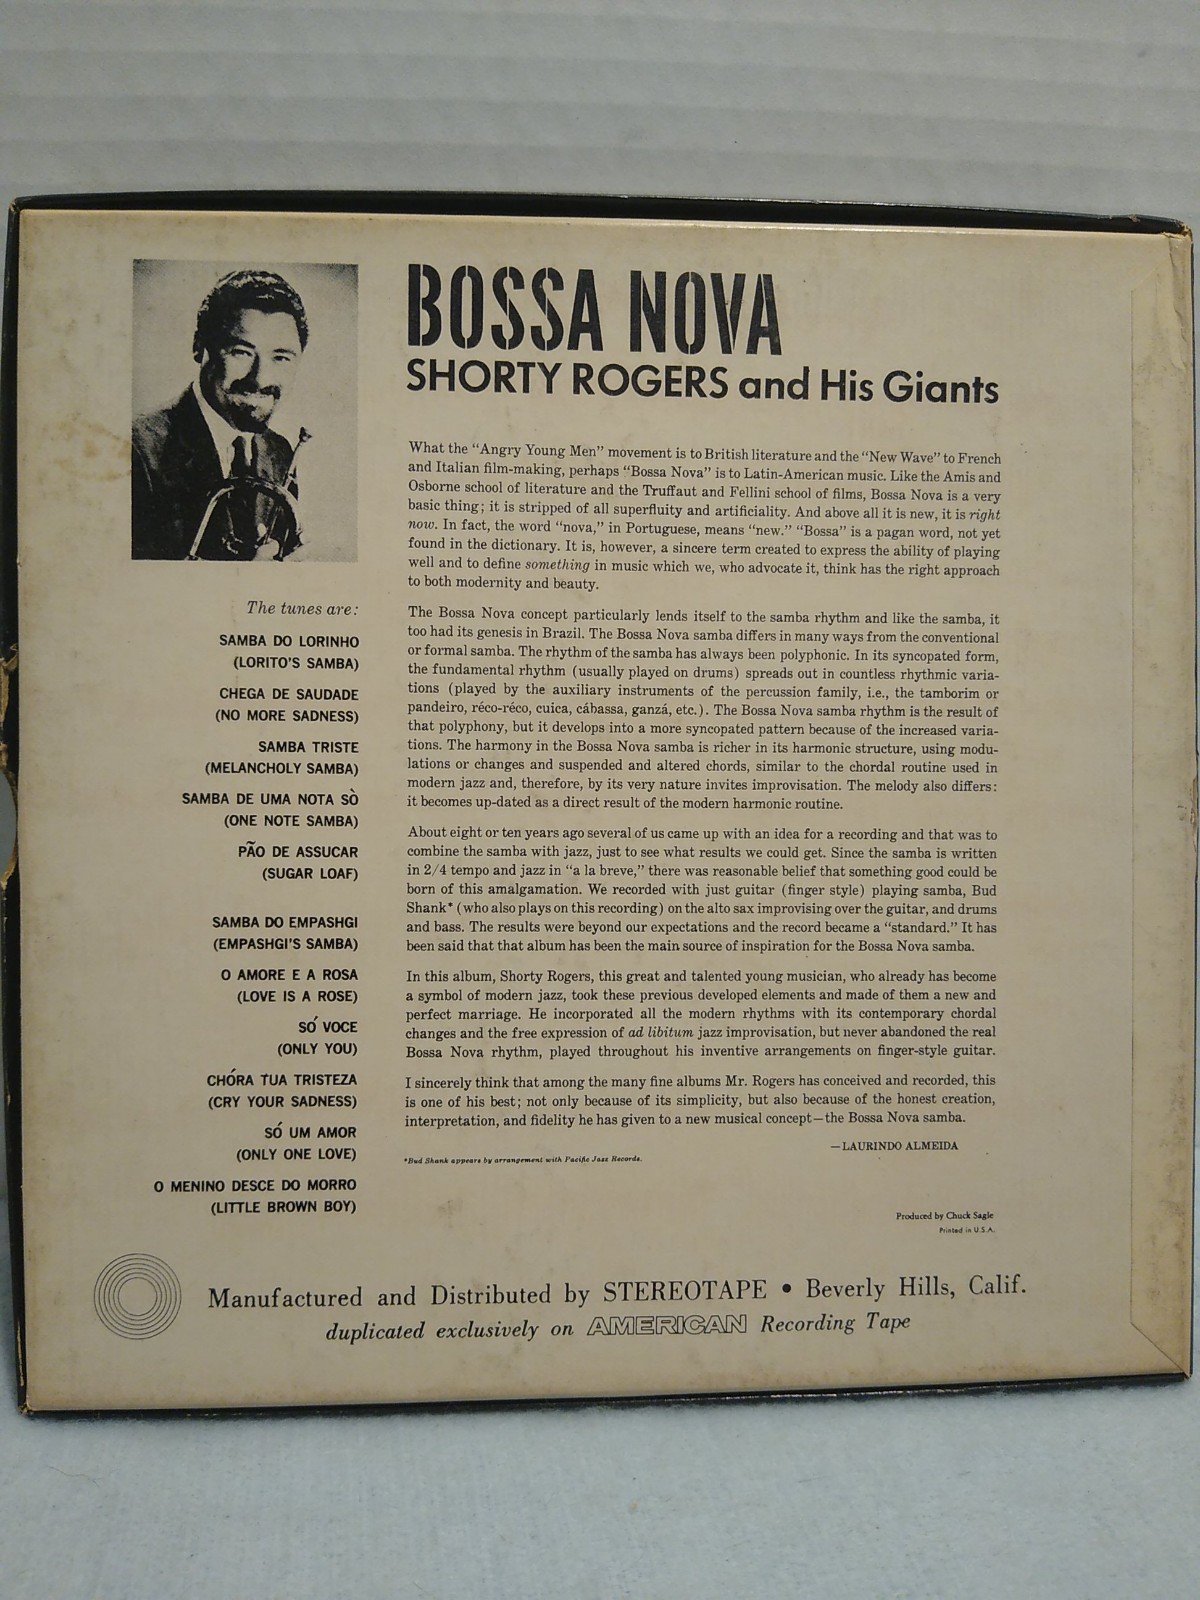 BOSSA NOVA
SHORTY ROGERS and His Giants
What the "Angry Young Men" movement is to British literature and the "New Wave" to French
and Italian film-making, perhaps "Bossa Nova" is to Latin-American music. Like the Amis and
Osborne school of literature and the Truffaut and Fellini school of films, Bossa Nova is a very
basic thing; it is stripped of all superfluity and artificiality. And above all it is new, it is right
now. In fact, the word "nova," in Portuguese, means "new." "Bossa" is a pagan word, not yet
found in the dictionary. It is, however, a sincere term created to express the ability of playing
well and to define something in music which we, who advocate it, think has the right approach
to both modernity and beauty.
The Bossa Nova concept particularly lends itself to the samba rhythm and like the samba, it
too had its genesis in Brazil. The Bossa Nova samba differs in many ways from the conventional
or formal samba. The rhythm of the samba has always been polyphonic. In its syncopated form,
the fundamental rhythm (usually played on drums) spreads out in countless rhythmic varia-
tions (played by the auxiliary instruments of the percussion family, i.e., the tamborim or
pandeiro, réco-réco, cuica, cábassa, ganzá, etc.). The Bossa Nova samba rhythm is the result of
that polyphony, but it develops into a more syncopated pattern because of the increased varia-
tions. The harmony in the Bossa Nova samba is richer in its harmonic structure, using modu-
lations or changes and suspended and altered chords, similar to the chordal routine used in
modern jazz and, therefore, by its very nature invites improvisation. The melody also differs:
it becomes up-dated as a direct result of the modern harmonic routine.
About eight or ten years ago several of us came up with an idea for a recording and that was to
combine the samba with jazz, just to see what results we could get. Since the samba is written
in 2/4 tempo and jazz in "a la breve," there was reasonable belief that something good could be
born of this amalgamation. We recorded with just guitar (finger style) playing samba, Bud
Shank* (who also plays on this recording) on the alto sax improvising over the guitar, and drums
and bass. The results were beyond our expectations and the record became a "standard." It has
been said that that album has been the main source of inspiration for the Bossa Nova samba.
In this album, Shorty Rogers, this great and talented young musician, who already has become
a symbol of modern jazz, took these previous developed elements and made of them a new and
perfect marriage. He incorporated all the modern rhythms with its contemporary chordal
changes and the free expression of ad libitum jazz improvisation, but never abandoned the real
Bossa Nova rhythm, played throughout his inventive arrangements on finger-style guitar.
I sincerely think that among the many fine albums Mr. Rogers has conceived and recorded, this
is one of his best; not only because of its simplicity, but also because of the honest creation,
interpretation, and fidelity he has given to a new musical concept—the Bossa Nova samba.
—LAURINDO ALMEIDA
*Bud Shank appears by arrangement with Pacific Jazz Records.
The tunes are:
SAMBA DO LORINHO
(LORITO'S SAMBA)
CHEGA DE SAUDADE
(NO MORE SADNESS)
SAMBA TRISTE
(MELANCHOLY SAMBA)
SAMBA DE UMA NOTA SÒ
(ONE NOTE SAMBA)
PÃO DE ASSUCAR
(SUGAR LOAF)
SAMBA DO EMPASHGI
(EMPASHGI'S SAMBA)
O AMORE E A ROSA
(LOVE IS A ROSE)
SÓ VOCE
(ONLY YOU)
CHÓRA TUA TRISTEZA
(CRY YOUR SADNESS)
SÓ UM AMOR
(ONLY ONE LOVE)
O MENINO DESCE DO MORRO
(LITTLE BROWN BOY)
Produced by Chuck Sagle
Printed in U.S.A.
Manufactured and Distributed by STEREOTAPE • Beverly Hills, Calif.
duplicated exclusively on AMERICAN Recording Tape